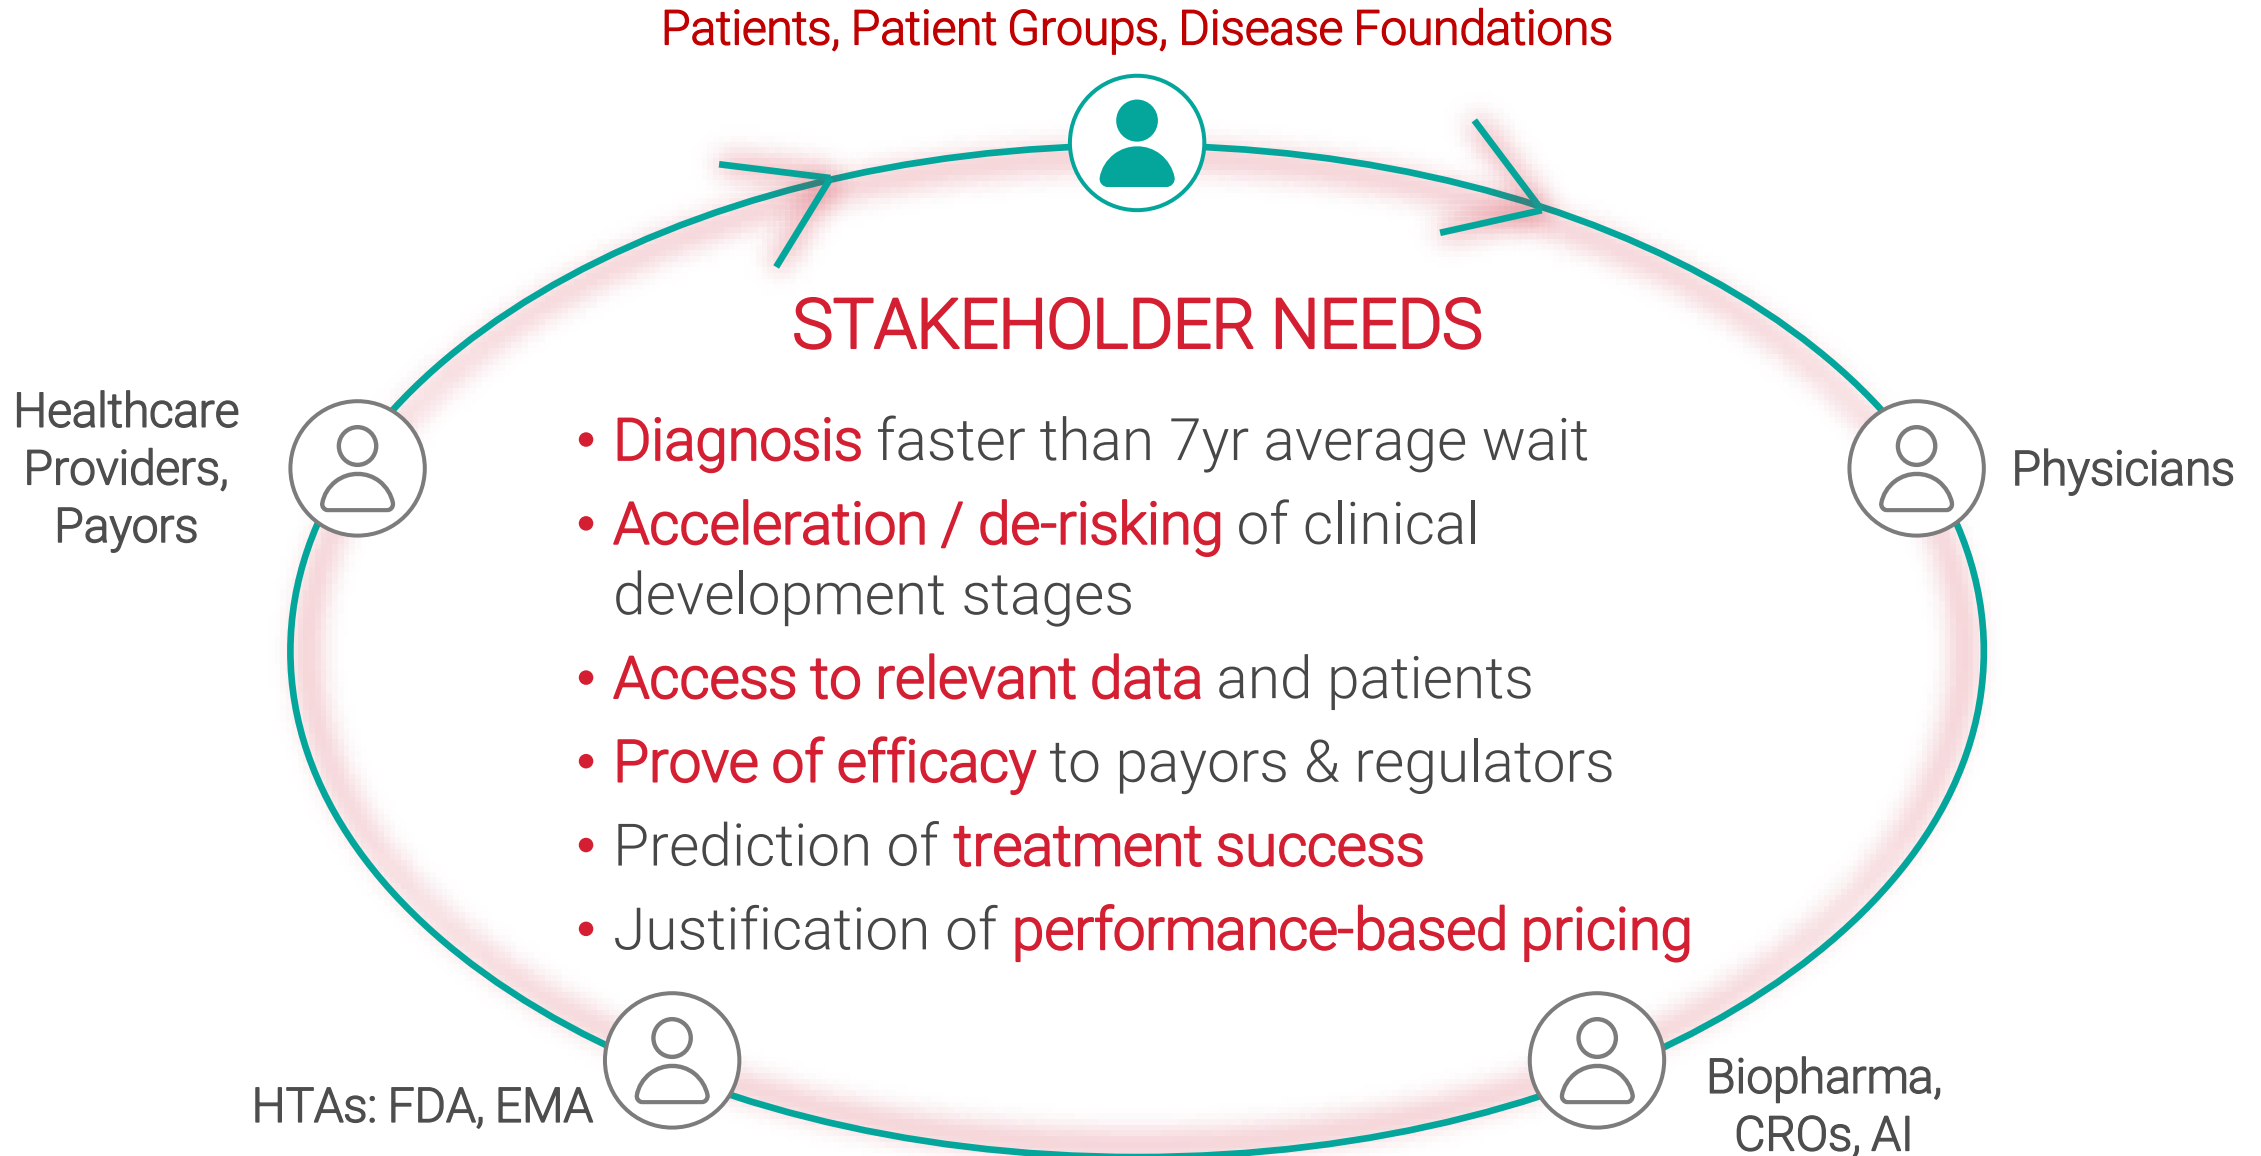 Patients, Patient Groups, Disease Foundations
STAKEHOLDER NEEDS
Healthcare
Providers,
Payors
• Diagnosis faster than 7yr average wait
• Acceleration / de-risking of clinical
development stages
• Access to relevant data and patients
• Prove of efficacy to payors & regulators
• Prediction of treatment success
• Justification of performance-based pricing
Physicians
HTAs: FDA, EMA
Biopharma,
CROs, AI